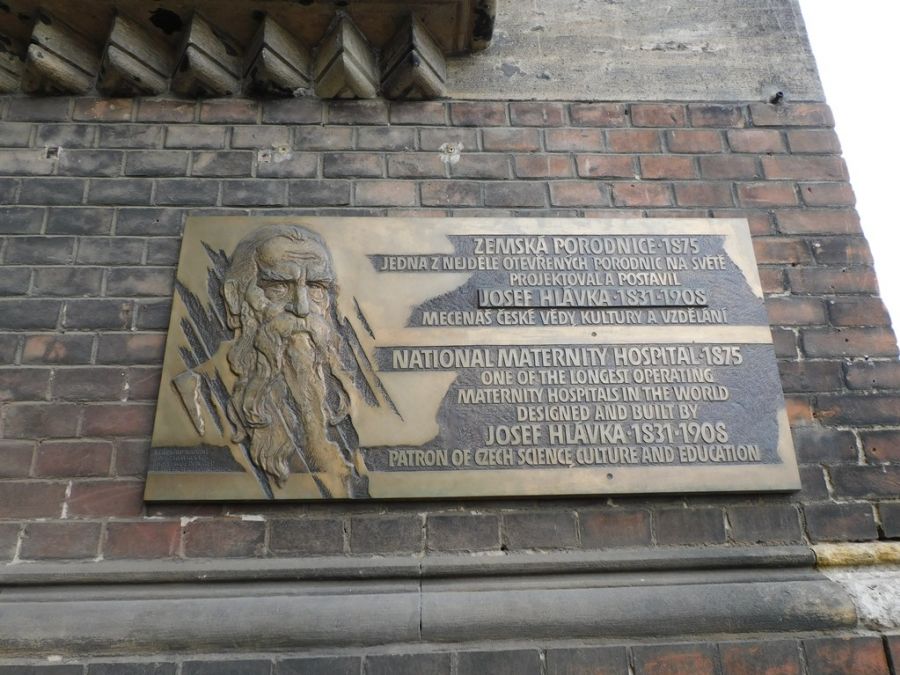 ZEMSKÁ PORODNICE·1875
JEDNA Z NEJDÉLE OTEVŘENÝCH PORODNIC NA SVĚTĚ
PROJEKTOVAL A POSTAVIL
JOSEF HLÁVKA·1831-1908
MECENÁŠ ČESKÉ VĚDY, KULTURY A VZDĚLÁNÍ
NATIONAL MATERNITY HOSPITAL·1875
ONE OF THE LONGEST OPERATING
MATERNITY HOSPITALS IN THE WORLD
DESIGNED AND BUILT BY
JOSEF HLÁVKA·1831-1908
PATRON OF CZECH SCIENCE, CULTURE AND EDUCATION